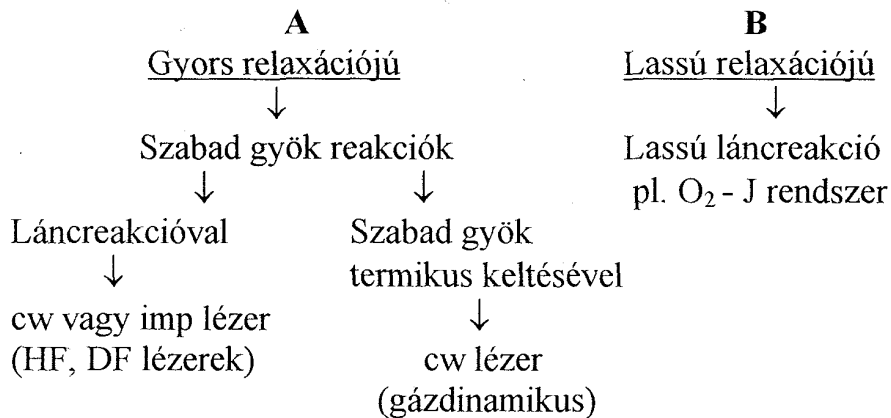 A
Gyors relaxációjú
↓
Szabad gyök reakciók
↓ ↓
Láncreakcióval
↓
cw vagy imp lézer
(HF, DF lézerek)
Szabad gyök
termikus keltésével
↓
cw lézer
(gázdinamikus)
B
Lassú relaxációjú
↓
Lassú láncreakció
pl. O₂ - J rendszer